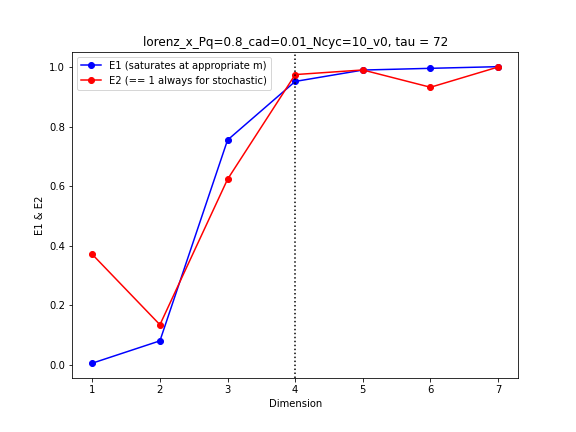 lorenz_x_Pq=0.8_cad=0.01_Ncyc=10_v0, tau = 72
E1 (saturates at appropriate m)
E2 (== 1 always for stochastic)
1.0
0.8
0.6
0.4
0.2
0.0
E1 & E2
1 2 3 4 5 6 7
Dimension